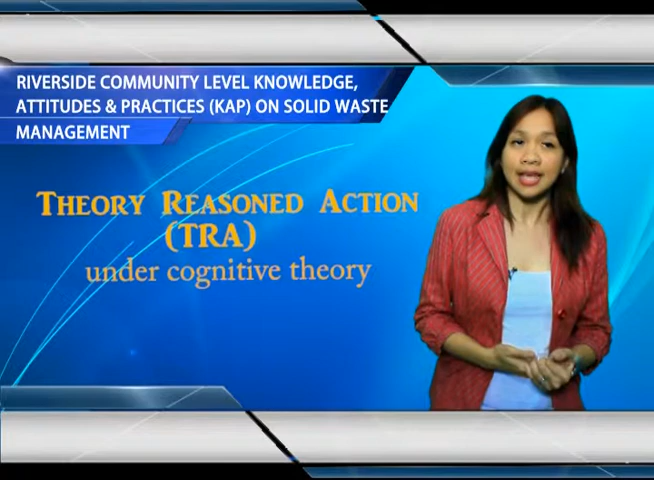 RIVERSIDE COMMUNITY LEVEL KNOWLEDGE,
ATTITUDES & PRACTICES (KAP) ON SOLID WASTE
MANAGEMENT
THEORY REASONED ACTION
(TRA)
under cognitive theory